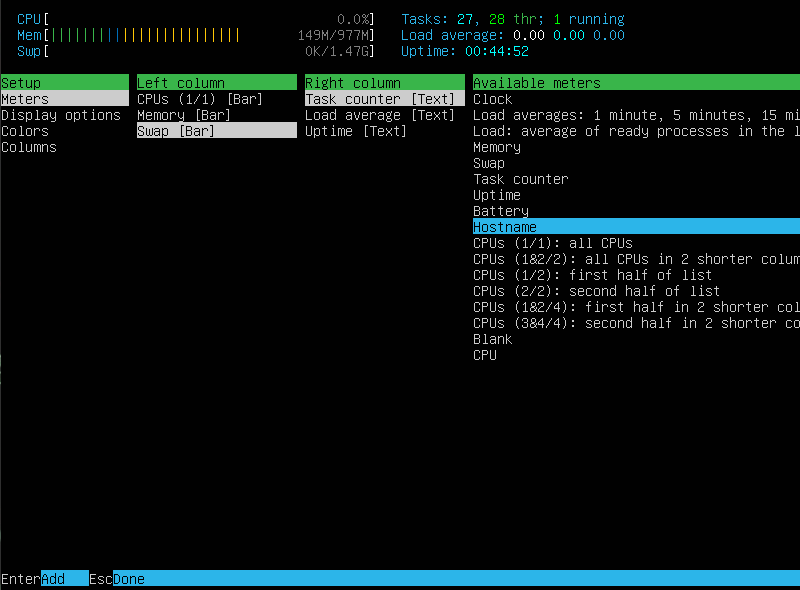 CPU[ 0.0%] Tasks: 27, 28 thr; 1 running
Mem[|||||||||||||||||||||||| 149M/977M] Load average: 0.00 0.00 0.00
Swp[ 0K/1.47G] Uptime: 00:44:52
Setup Left column Right column Available meters
Meters CPUs (1/1) [Bar] Task counter [Text] Clock
Display options Memory [Bar] Load average [Text] Load averages: 1 minute, 5 minutes, 15 mi
Colors Swap [Bar] Uptime [Text] Load: average of ready processes in the l
Columns Memory
Swap
Task counter
Uptime
Battery
Hostname
CPUs (1/1): all CPUs
CPUs (1&2/2): all CPUs in 2 shorter colum
CPUs (1/2): first half of list
CPUs (2/2): second half of list
CPUs (1&2/4): first half in 2 shorter col
CPUs (3&4/4): second half in 2 shorter co
Blank
CPU
EnterAdd EscDone